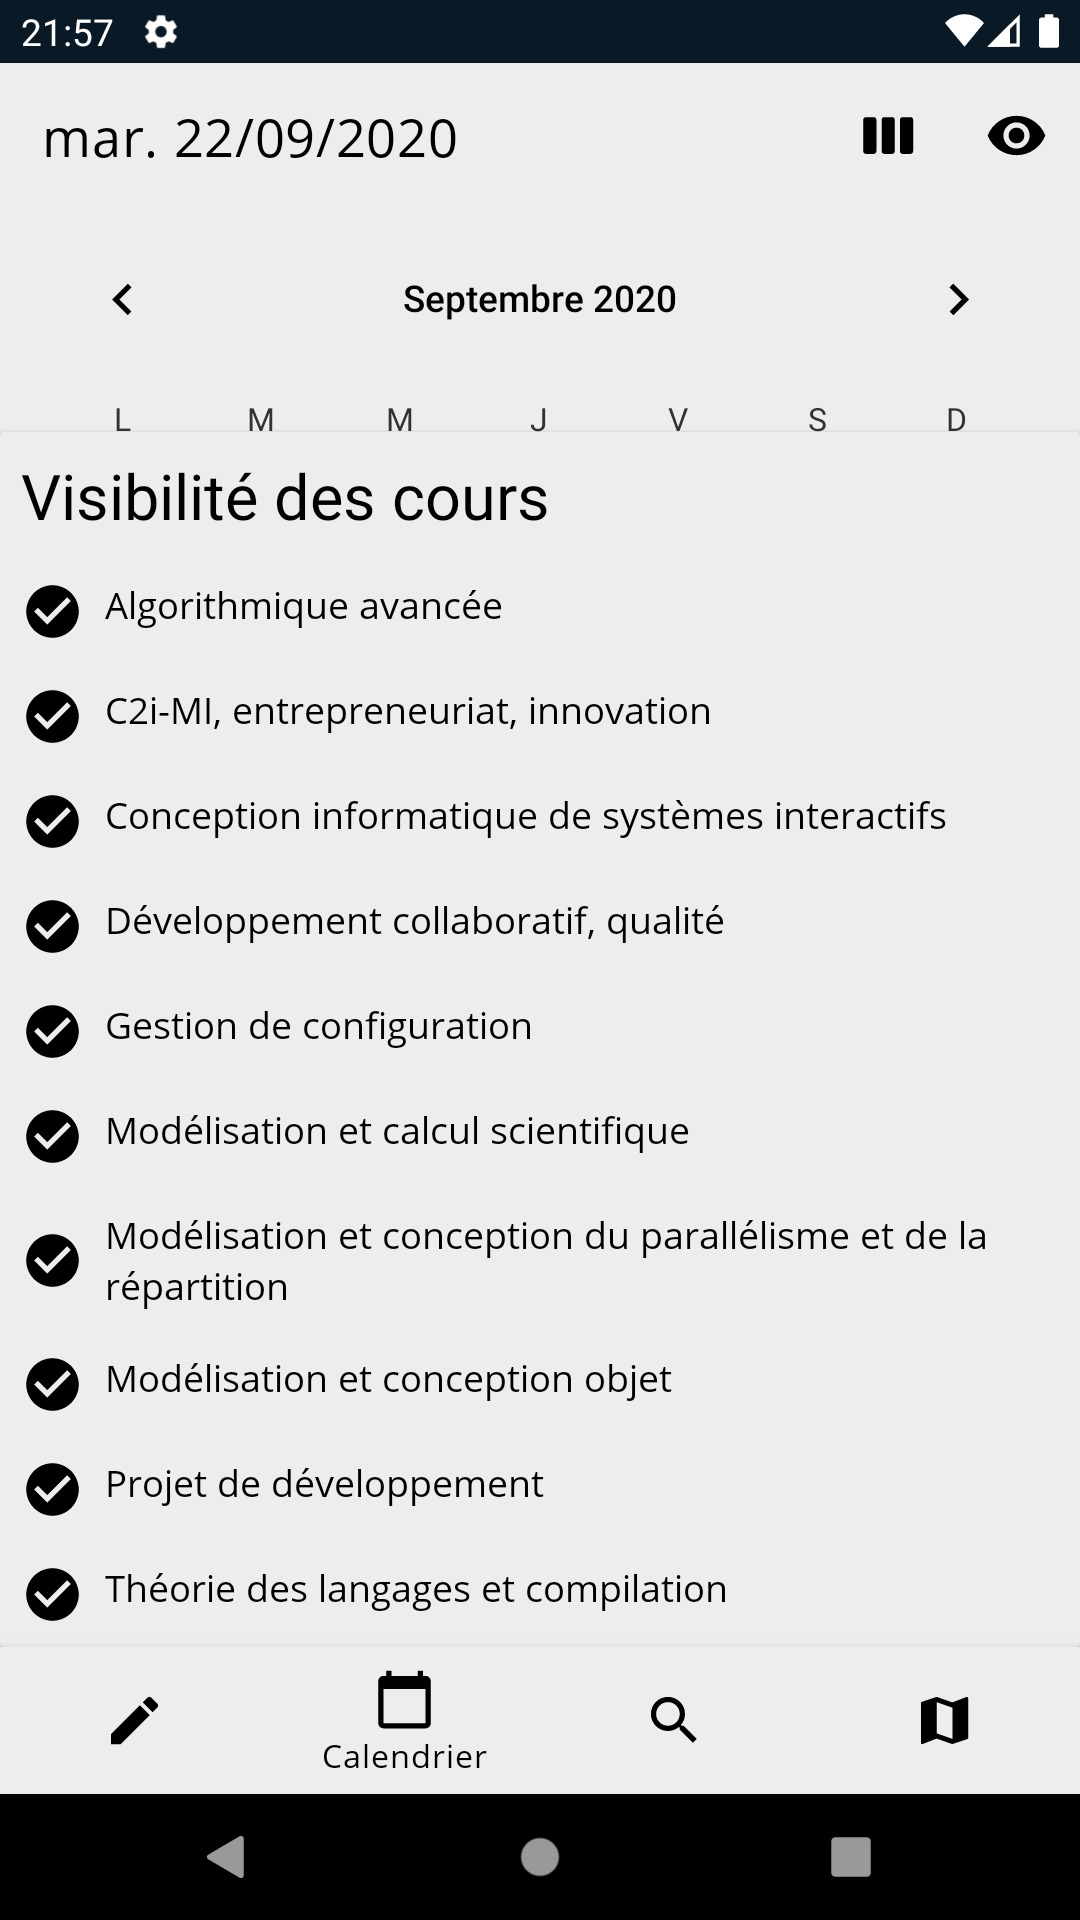 21:57
mar. 22/09/2020
Septembre 2020
L M M J V S D
Visibilité des cours
Algorithmique avancée
C2i-MI, entrepreneuriat, innovation
Conception informatique de systèmes interactifs
Développement collaboratif, qualité
Gestion de configuration
Modélisation et calcul scientifique
Modélisation et conception du parallélisme et de la
répartition
Modélisation et conception objet
Projet de développement
Théorie des langages et compilation
Calendrier